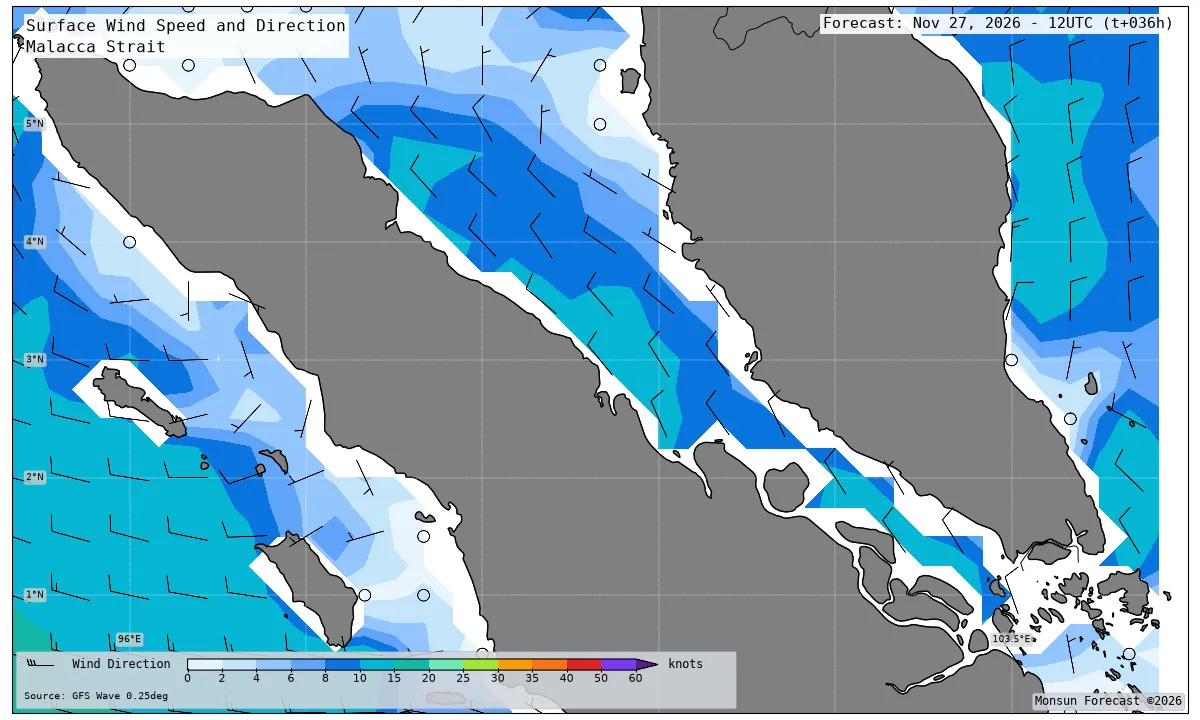 Surface Wind Speed and Direction
Malacca Strait
Forecast: Nov 27, 2026 - 12UTC (t+036h)
5°N
4°N
3°N
2°N
1°N
96°E
103.5°E
Wind Direction
knots
0 2 4 6 8 10 15 20 25 30 35 40 50 60
Source: GFS Wave 0.25deg
Monsun Forecast ©2026